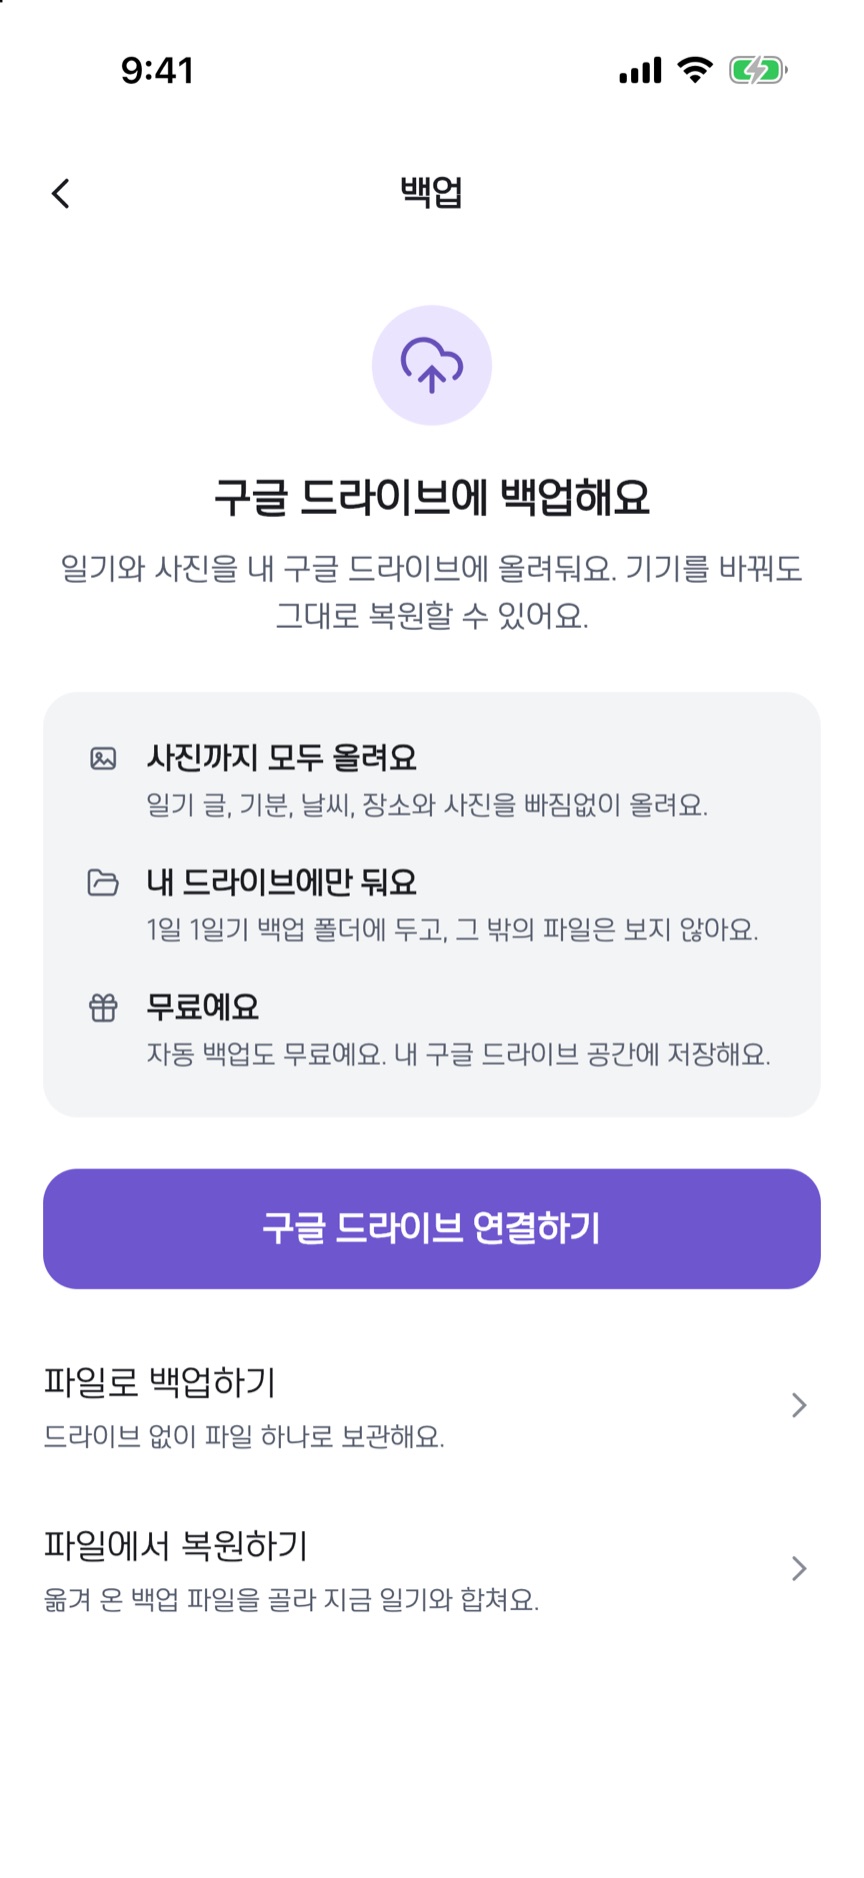 9:41
백업
구글 드라이브에 백업해요
일기와 사진을 내 구글 드라이브에 올려둬요. 기기를 바꿔도
그대로 복원할 수 있어요.
사진까지 모두 올려요
일기 글, 기분, 날씨, 장소와 사진을 빠짐없이 올려요.
내 드라이브에만 둬요
1일 1일기 백업 폴더에 두고, 그 밖의 파일은 보지 않아요.
무료예요
자동 백업도 무료예요. 내 구글 드라이브 공간에 저장해요.
구글 드라이브 연결하기
파일로 백업하기
드라이브 없이 파일 하나로 보관해요.
파일에서 복원하기
옮겨 온 백업 파일을 골라 지금 일기와 합쳐요.